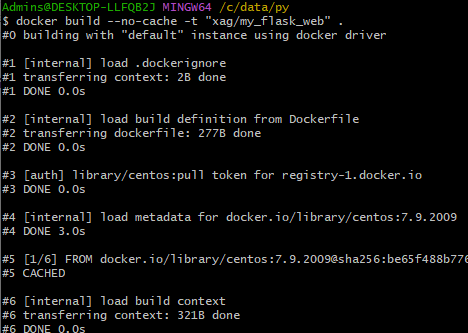 Admins@DESKTOP-LLFQB2J MINGW64 /c/data/py
$ docker build --no-cache -t "xag/my_flask_web" .
#0 building with "default" instance using docker driver
#1 [internal] load .dockerignore
#1 transferring context: 2B done
#1 DONE 0.0s
#2 [internal] load build definition from Dockerfile
#2 transferring dockerfile: 277B done
#2 DONE 0.0s
#3 [auth] library/centos:pull token for registry-1.docker.io
#3 DONE 0.0s
#4 [internal] load metadata for docker.io/library/centos:7.9.2009
#4 DONE 3.0s
#5 [1/6] FROM docker.io/library/centos:7.9.2009@sha256:be65f488b776
#5 CACHED
#6 [internal] load build context
#6 transferring context: 321B done
#6 DONE 0.0s